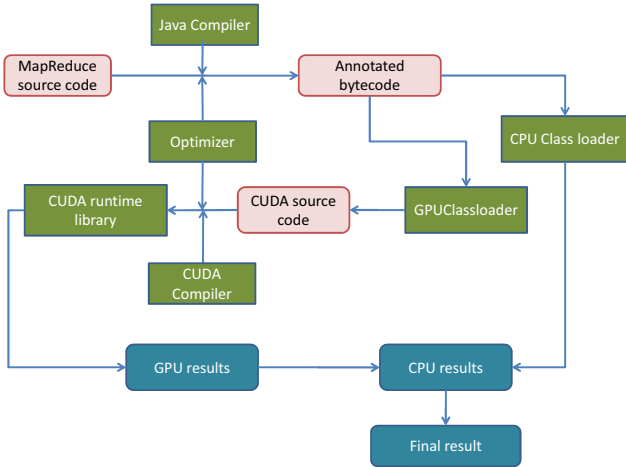 Java Compiler
MapReduce
source code
Annotated
bytecode
Optimizer
CPU Class loader
CUDA runtime
library
CUDA source
code
GPUClassloader
CUDA
Compiler
GPU results
CPU results
Final result